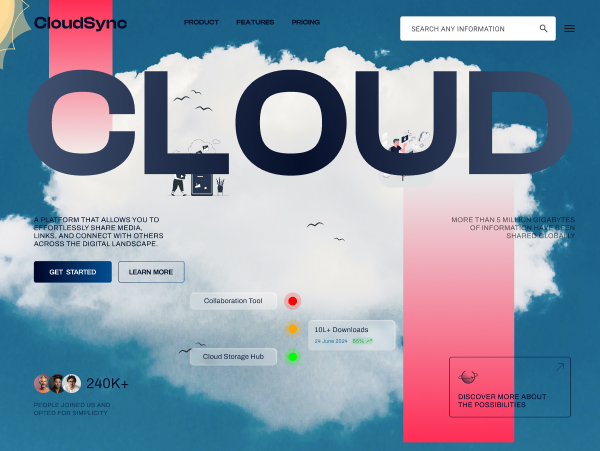 CloudSync
PRODUCT
FEATURES
PRICING
SEARCH ANY INFORMATION
CLOUD
A PLATFORM THAT ALLOWS YOU TO
EFFORTLESSLY SHARE MEDIA,
LINKS, AND CONNECT WITH OTHERS
ACROSS THE DIGITAL LANDSCAPE.
MORE THAN 5 MILLION GIGABYTES
OF INFORMATION HAVE BEEN
SHARED GLOBALLY
GET STARTED
LEARN MORE
Collaboration Tool
10L+ Downloads
24 June 2024 55%
Cloud Storage Hub
240K+
PEOPLE JOINED US AND
OPTED FOR SIMPLICITY
DISCOVER MORE ABOUT
THE POSSIBILITIES